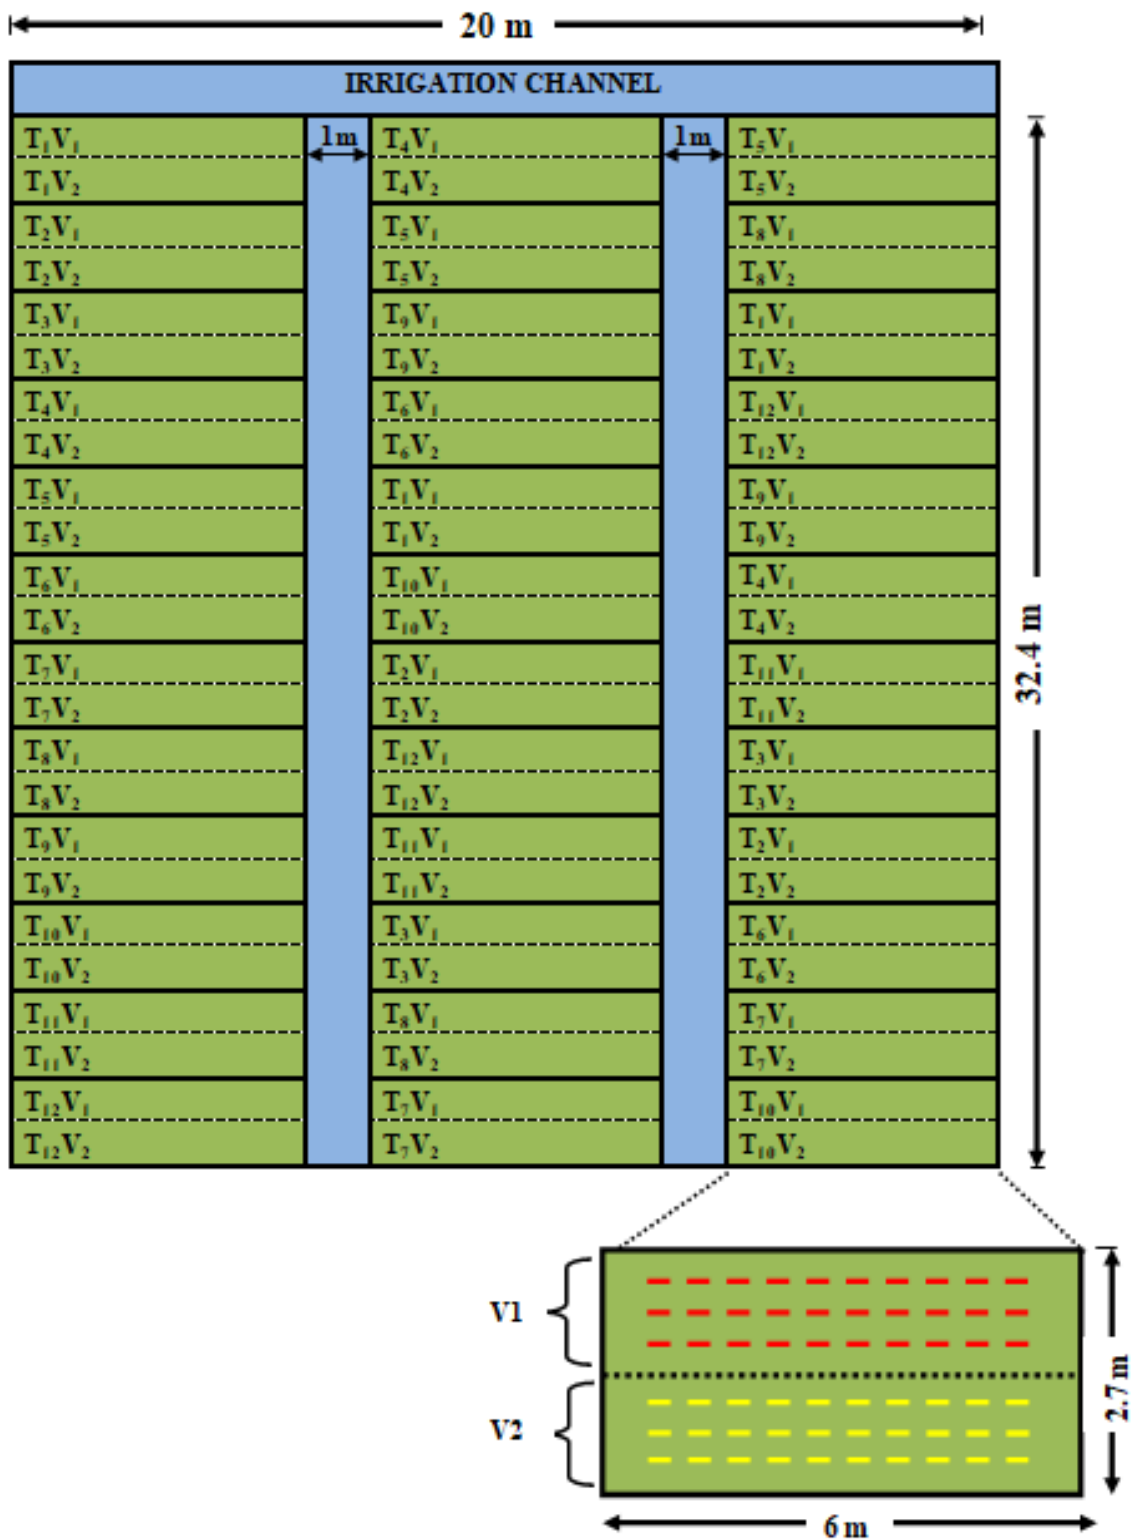 20 m
IRRIGATION CHANNEL
1m 1m
T₁V₁ T₄V₁ T₅V₁
T₁V₂ T₄V₂ T₅V₂
T₂V₁ T₅V₁ T₈V₁
T₂V₂ T₅V₂ T₈V₂
T₃V₁ T₉V₁ T₁V₁
T₃V₂ T₉V₂ T₁V₂
T₄V₁ T₆V₁ T₁₂V₁
T₄V₂ T₆V₂ T₁₂V₂
T₅V₁ T₁V₁ T₉V₁
T₅V₂ T₁V₂ T₉V₂
T₆V₁ T₁₀V₁ T₄V₁
T₆V₂ T₁₀V₂ T₄V₂
T₇V₁ T₂V₁ T₁₁V₁
T₇V₂ T₂V₂ T₁₁V₂
T₈V₁ T₁₂V₁ T₃V₁
T₈V₂ T₁₂V₂ T₃V₂
T₉V₁ T₁₁V₁ T₂V₁
T₉V₂ T₁₁V₂ T₂V₂
T₁₀V₁ T₃V₁ T₆V₁
T₁₀V₂ T₃V₂ T₆V₂
T₁₁V₁ T₈V₁ T₇V₁
T₁₁V₂ T₈V₂ T₇V₂
T₁₂V₁ T₇V₁ T₁₀V₁
T₁₂V₂ T₇V₂ T₁₀V₂
32.4 m
V1
V2
2.7 m
6 m